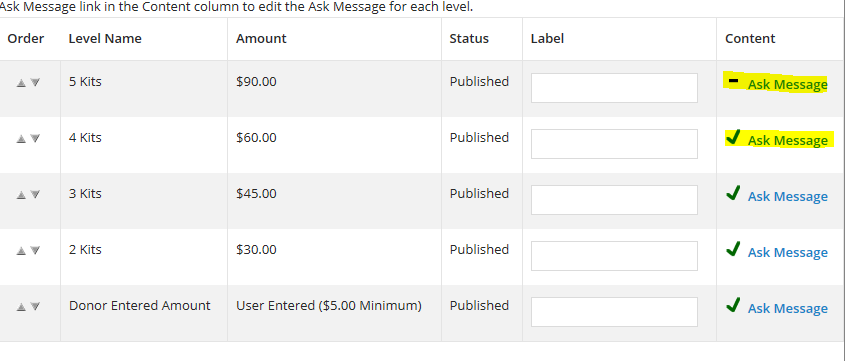 Ask Message link in the Content column to edit the Ask Message for each level.
Order Level Name Amount Status Label Content
5 Kits $90.00 Published Ask Message
4 Kits $60.00 Published Ask Message
3 Kits $45.00 Published Ask Message
2 Kits $30.00 Published Ask Message
Donor Entered Amount User Entered ($5.00 Minimum) Published Ask Message